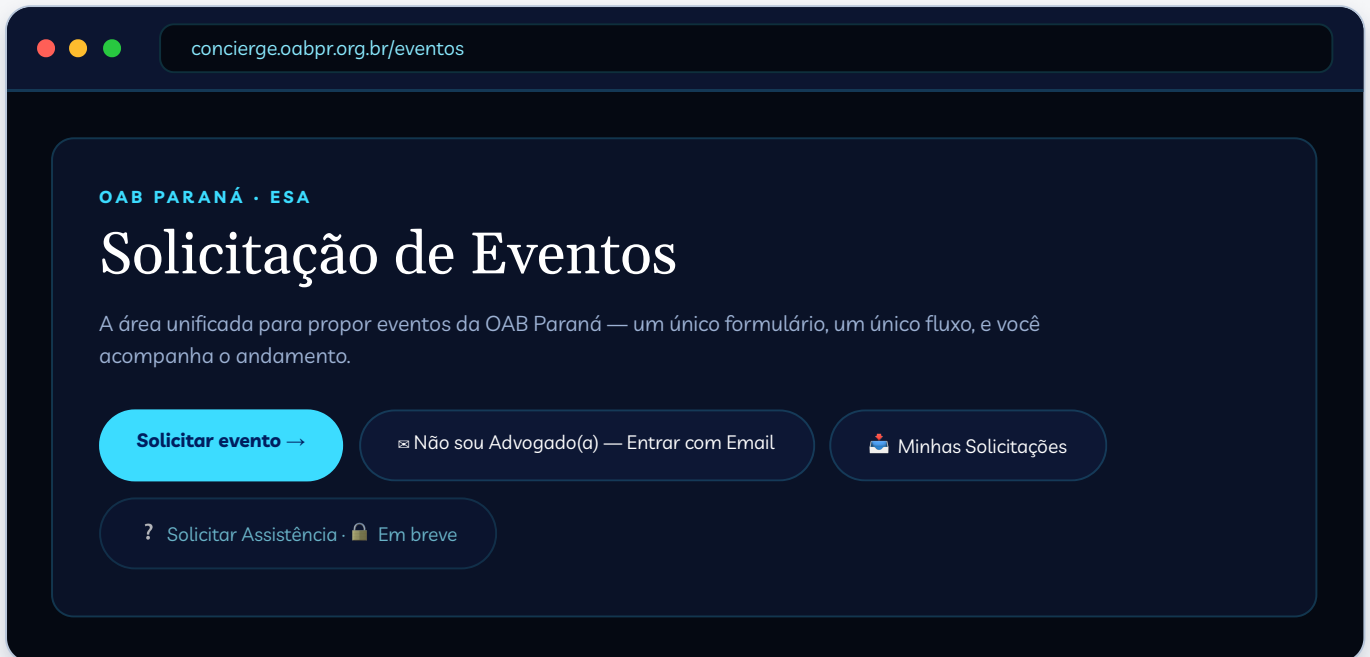 concierge.oabpr.org.br/eventos
OAB PARANÁ · ESA
Solicitação de Eventos
A área unificada para propor eventos da OAB Paraná — um único formulário, um único fluxo, e você
acompanha o andamento.
Solicitar evento →
✉ Não sou Advogado(a) — Entrar com Email
📥 Minhas Solicitações
❔ Solicitar Assistência · 🔒 Em breve